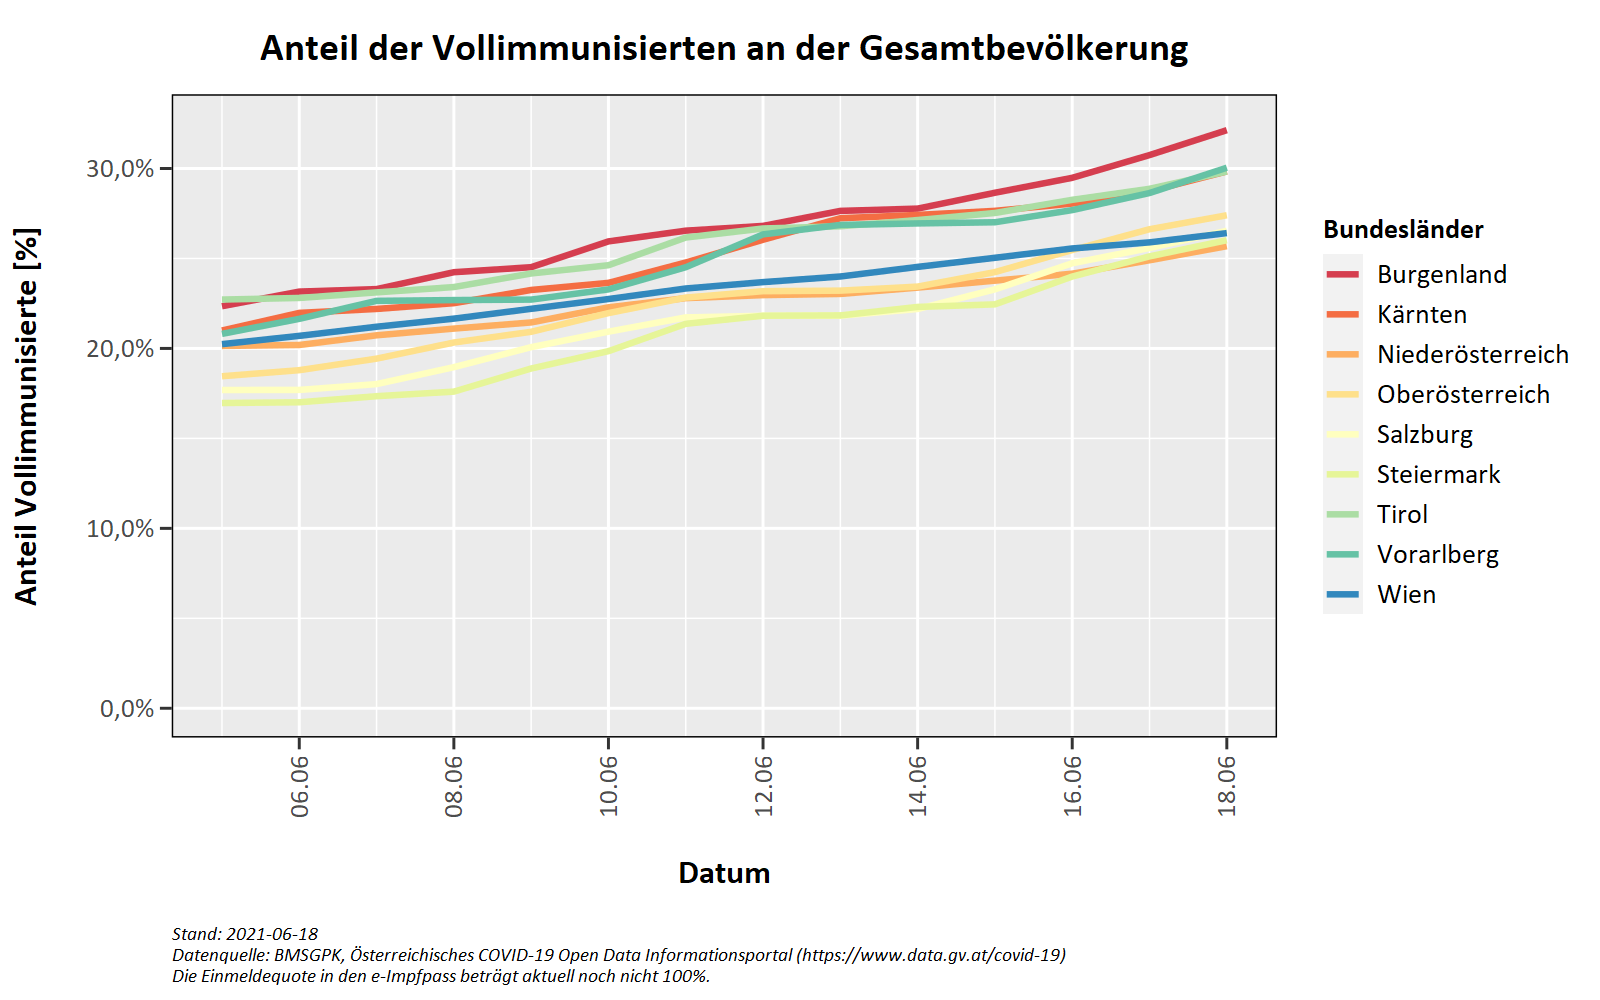 Anteil der Vollimmunisierten an der Gesamtbevölkerung
Anteil Vollimmunisierte [%]
30,0%
20,0%
10,0%
0,0%
06.06
08.06
10.06
12.06
14.06
16.06
18.06
Datum
Bundesländer
Burgenland
Kärnten
Niederösterreich
Oberösterreich
Salzburg
Steiermark
Tirol
Vorarlberg
Wien
Stand: 2021-06-18
Datenquelle: BMSGPK, Österreichisches COVID-19 Open Data Informationsportal (https://www.data.gv.at/covid-19)
Die Einmeldequote in den e-Impfpass beträgt aktuell noch nicht 100%.